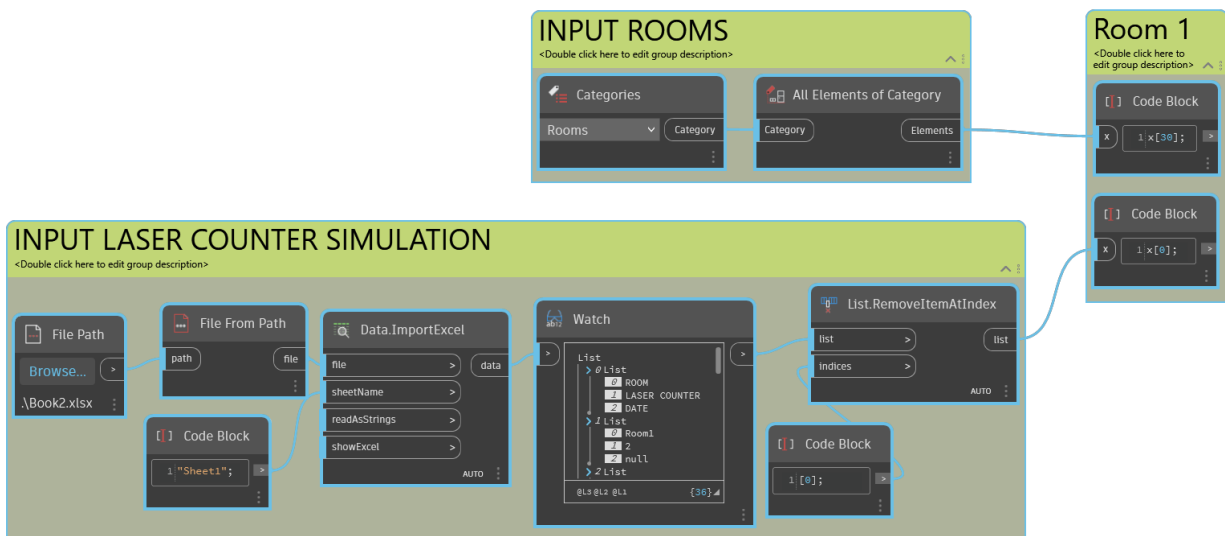 INPUT ROOMS
<Double click here to edit group description>
Categories
Rooms
Category
All Elements of Category
Category
Elements
Room 1
<Double click here to
edit group description>
[] Code Block
x
1 x[30];
>
[] Code Block
x
1 x[0];
>
INPUT LASER COUNTER SIMULATION
<Double click here to edit group description>
File Path
Browse...
>
.\Book2.xlsx
File From Path
path
file
[] Code Block
1 "Sheet1";
>
Data.ImportExcel
file >
data
sheetName >
readAsStrings >
showExcel >
AUTO
Watch
>
>
List
0 List
0 ROOM
1 LASER COUNTER
2 DATE
1 List
0 Room1
1 2
2 null
2 List
@L3 @L2 @L1
{36}
List.RemoveItemAtIndex
list >
list
indices >
AUTO
[] Code Block
1 [0];
>